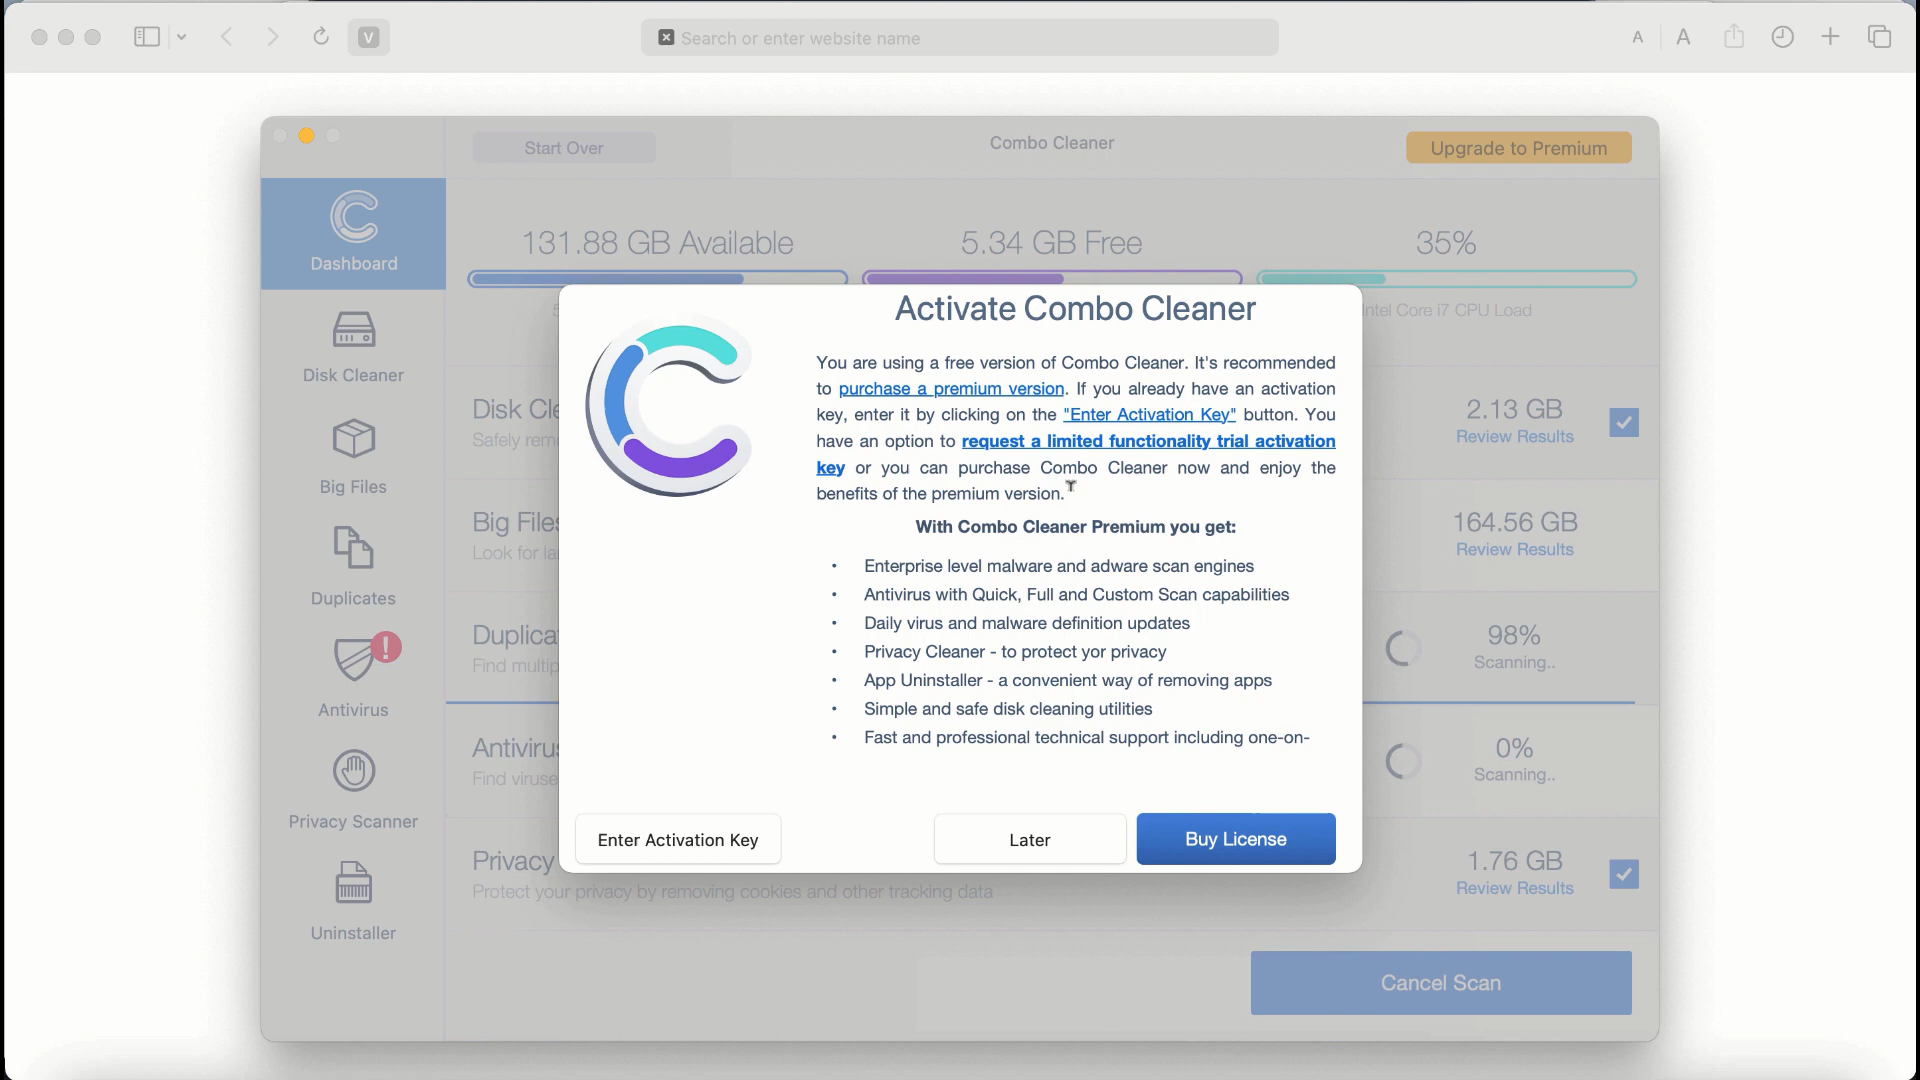 V
Search or enter website name
A
A
Start Over
Combo Cleaner
Upgrade to Premium
Dashboard
Disk Cleaner
Big Files
Duplicates
Antivirus
Privacy Scanner
Uninstaller
131.88 GB Available
5.34 GB Free
35%
Intel Core i7 CPU Load
Disk Cle
Safely rem
2.13 GB
Review Results
Big Files
Look for la
164.56 GB
Review Results
Duplica
Find multip
98%
Scanning..
Antivirus
Find viruse
0%
Scanning..
Privacy
Protect your privacy by removing cookies and other tracking data
1.76 GB
Review Results
Cancel Scan
Activate Combo Cleaner
You are using a free version of Combo Cleaner. It's recommended
to purchase a premium version. If you already have an activation
key, enter it by clicking on the "Enter Activation Key" button. You
have an option to request a limited functionality trial activation
key or you can purchase Combo Cleaner now and enjoy the
benefits of the premium version.
With Combo Cleaner Premium you get:
• Enterprise level malware and adware scan engines
• Antivirus with Quick, Full and Custom Scan capabilities
• Daily virus and malware definition updates
• Privacy Cleaner - to protect yor privacy
• App Uninstaller - a convenient way of removing apps
• Simple and safe disk cleaning utilities
• Fast and professional technical support including one-on-
Enter Activation Key
Later
Buy License